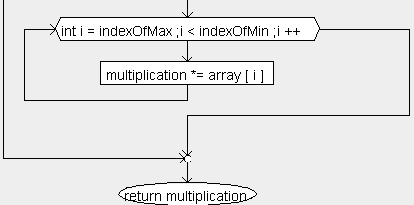 int i = indexOfMax ;i < indexOfMin ;i ++
multiplication *= array [ i ]
return multiplication